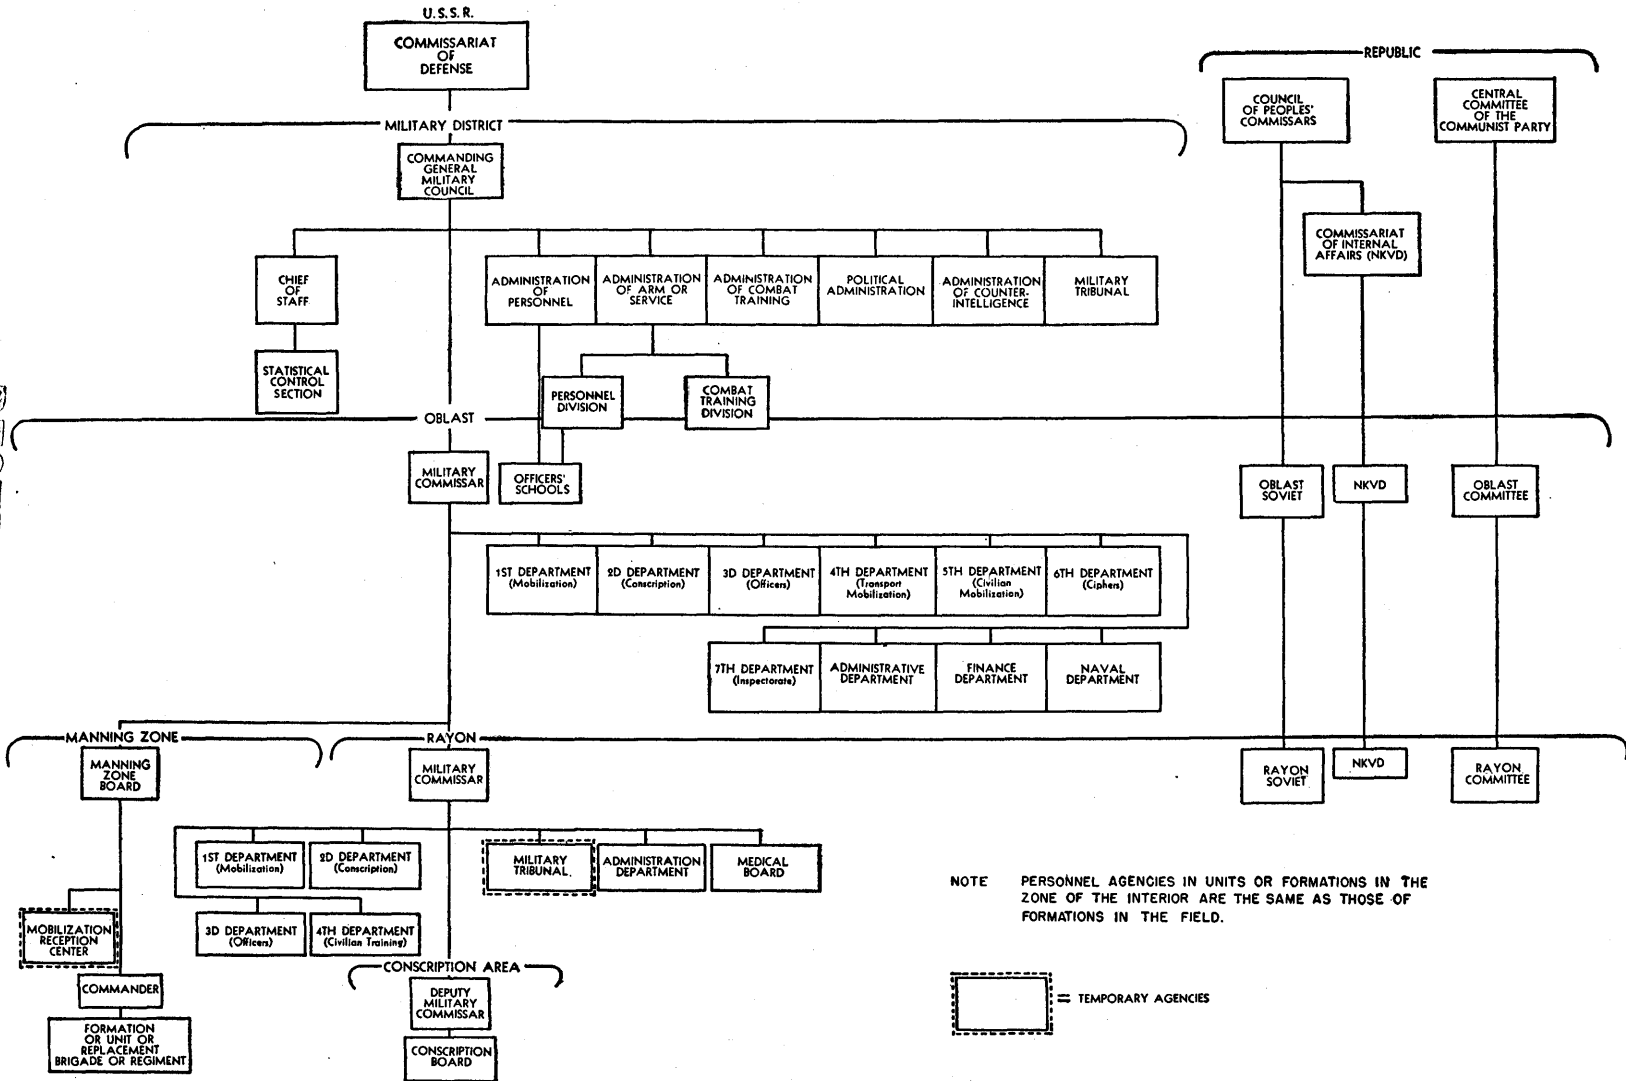 U.S.S.R.
COMMISSARIAT
OF
DEFENSE
REPUBLIC
COUNCIL
OF PEOPLES'
COMMISSARS
CENTRAL
COMMITTEE
OF THE
COMMUNIST PARTY
MILITARY DISTRICT
COMMANDING
GENERAL
MILITARY
COUNCIL
COMMISSARIAT
OF INTERNAL
AFFAIRS (NKVD)
CHIEF
OF
STAFF
ADMINISTRATION
OF
PERSONNEL
ADMINISTRATION
OF ARM OR
SERVICE
ADMINISTRATION
OF COMBAT
TRAINING
POLITICAL
ADMINISTRATION
ADMINISTRATION
OF COUNTER-
INTELLIGENCE
MILITARY
TRIBUNAL
STATISTICAL
CONTROL
SECTION
PERSONNEL
DIVISION
COMBAT
TRAINING
DIVISION
OBLAST
MILITARY
COMMISSAR
OFFICERS'
SCHOOLS
OBLAST
SOVIET
NKVD
OBLAST
COMMITTEE
1ST DEPARTMENT
(Mobilization)
2D DEPARTMENT
(Conscription)
3D DEPARTMENT
(Officers)
4TH DEPARTMENT
(Transport
Mobilization)
5TH DEPARTMENT
(Civilian
Mobilization)
6TH DEPARTMENT
(Ciphers)
7TH DEPARTMENT
(Inspectorate)
ADMINISTRATIVE
DEPARTMENT
FINANCE
DEPARTMENT
NAVAL
DEPARTMENT
MANNING ZONE
MANNING
ZONE
BOARD
RAYON
MILITARY
COMMISSAR
RAYON
SOVIET
NKVD
RAYON
COMMITTEE
1ST DEPARTMENT
(Mobilization)
2D DEPARTMENT
(Conscription)
MILITARY
TRIBUNAL.
ADMINISTRATION
DEPARTMENT
MEDICAL
BOARD
3D DEPARTMENT
(Officers)
4TH DEPARTMENT
(Civilian Training)
MOBILIZATION
RECEPTION
CENTER
COMMANDER
FORMATION
OR UNIT OR
REPLACEMENT
BRIGADE OR REGIMENT
CONSCRIPTION AREA
DEPUTY
MILITARY
COMMISSAR
CONSCRIPTION
BOARD
NOTE PERSONNEL AGENCIES IN UNITS OR FORMATIONS IN THE
ZONE OF THE INTERIOR ARE THE SAME AS THOSE OF
FORMATIONS IN THE FIELD.
= TEMPORARY AGENCIES